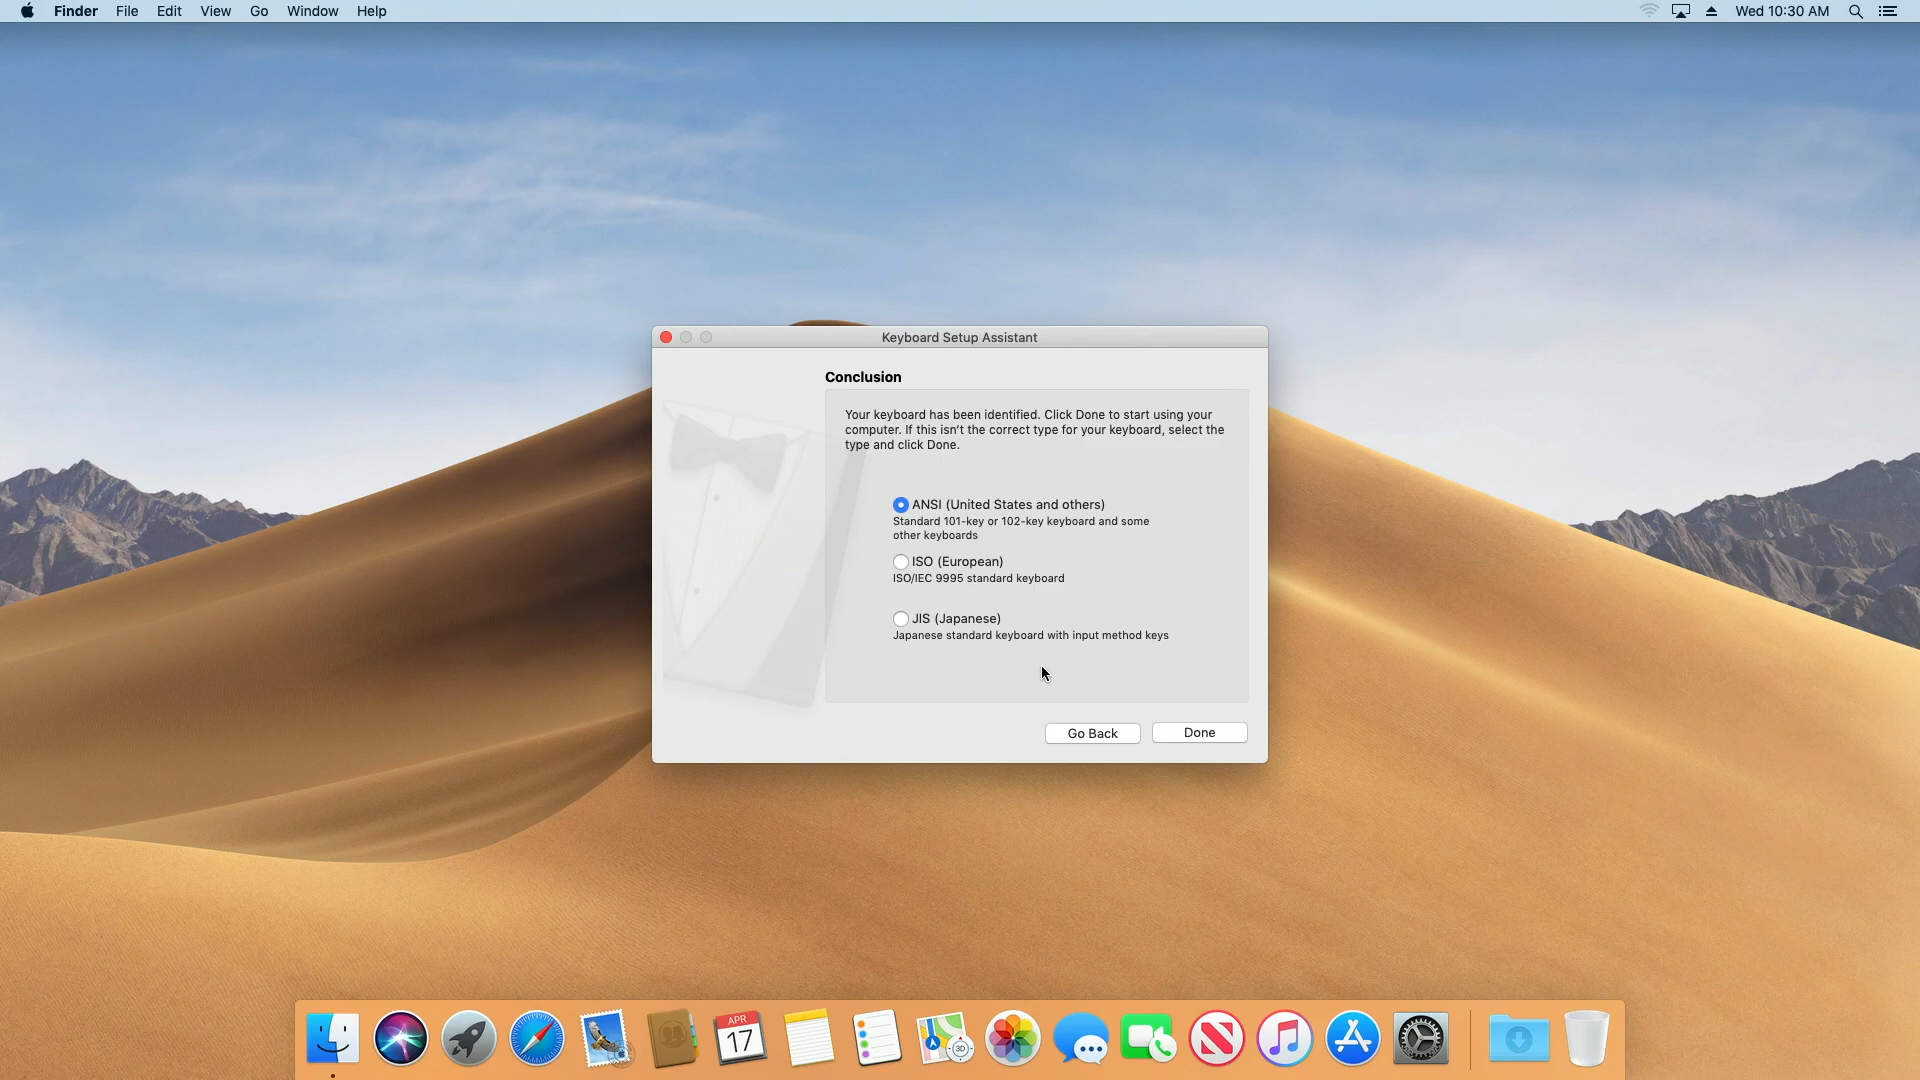 Finder File Edit View Go Window Help Wed 10:30 AM
Keyboard Setup Assistant
Conclusion
Your keyboard has been identified. Click Done to start using your
computer. If this isn't the correct type for your keyboard, select the
type and click Done.
ANSI (United States and others)
Standard 101-key or 102-key keyboard and some
other keyboards
ISO (European)
ISO/IEC 9995 standard keyboard
JIS (Japanese)
Japanese standard keyboard with input method keys
Go Back Done
APR
17
3D